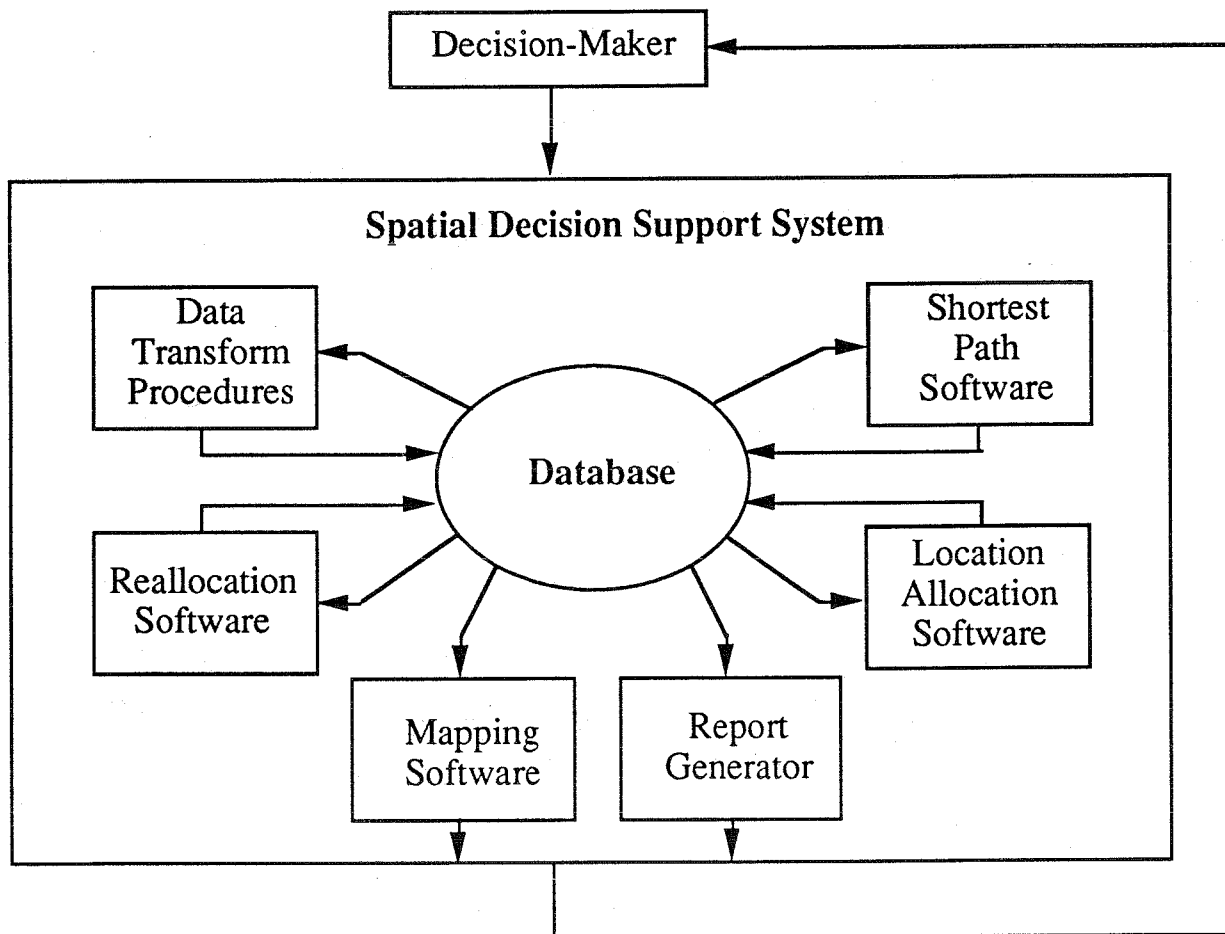 Decision-Maker
Spatial Decision Support System
Data
Transform
Procedures
Shortest
Path
Software
Database
Reallocation
Software
Location
Allocation
Software
Mapping
Software
Report
Generator